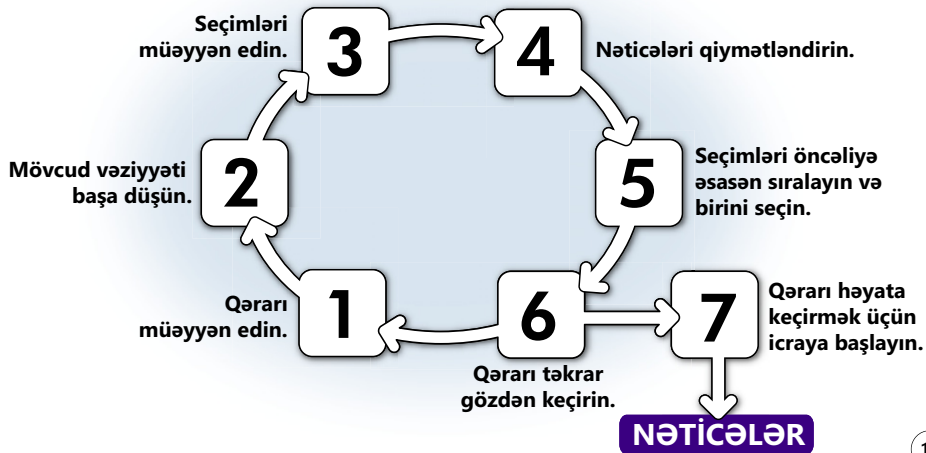 Seçimləri
müəyyən edin.
3
4
Nəticələri qiymətləndirin.
Mövcud vəziyyəti
başa düşün.
2
5
Seçimləri öncəliyə
əsasən sıralayın və
birini seçin.
Qərarı
müəyyən edin.
1
6
7
Qərarı həyata
keçirmək üçün
icraya başlayın.
Qərarı təkrar
gözdən keçirin.
NƏTİCƏLƏR